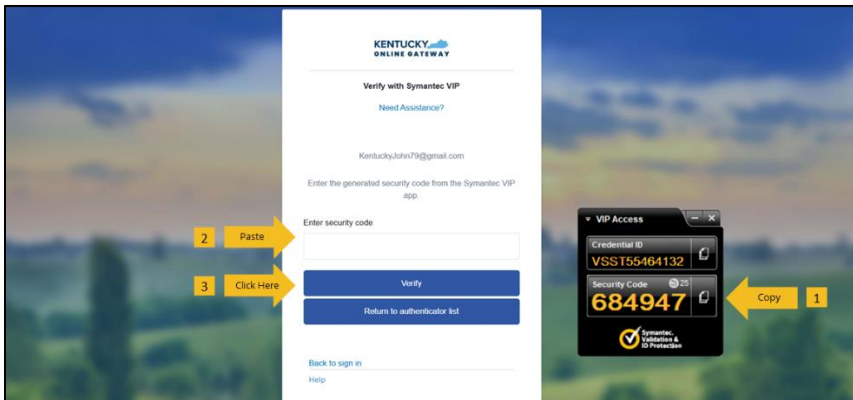 KENTUCKY
ONLINE GATEWAY
Verify with Symantec VIP
Need Assistance?
KentuckyJohn79@gmail.com
Enter the generated security code from the Symantec VIP
app.
Enter security code
2 Paste
3 Click Here
Verify
Return to authenticator list
Back to sign in
Help
VIP Access
Credential ID
VSST55464132
Security Code 25
684947
Copy 1
Symantec.
Validation &
ID Protection